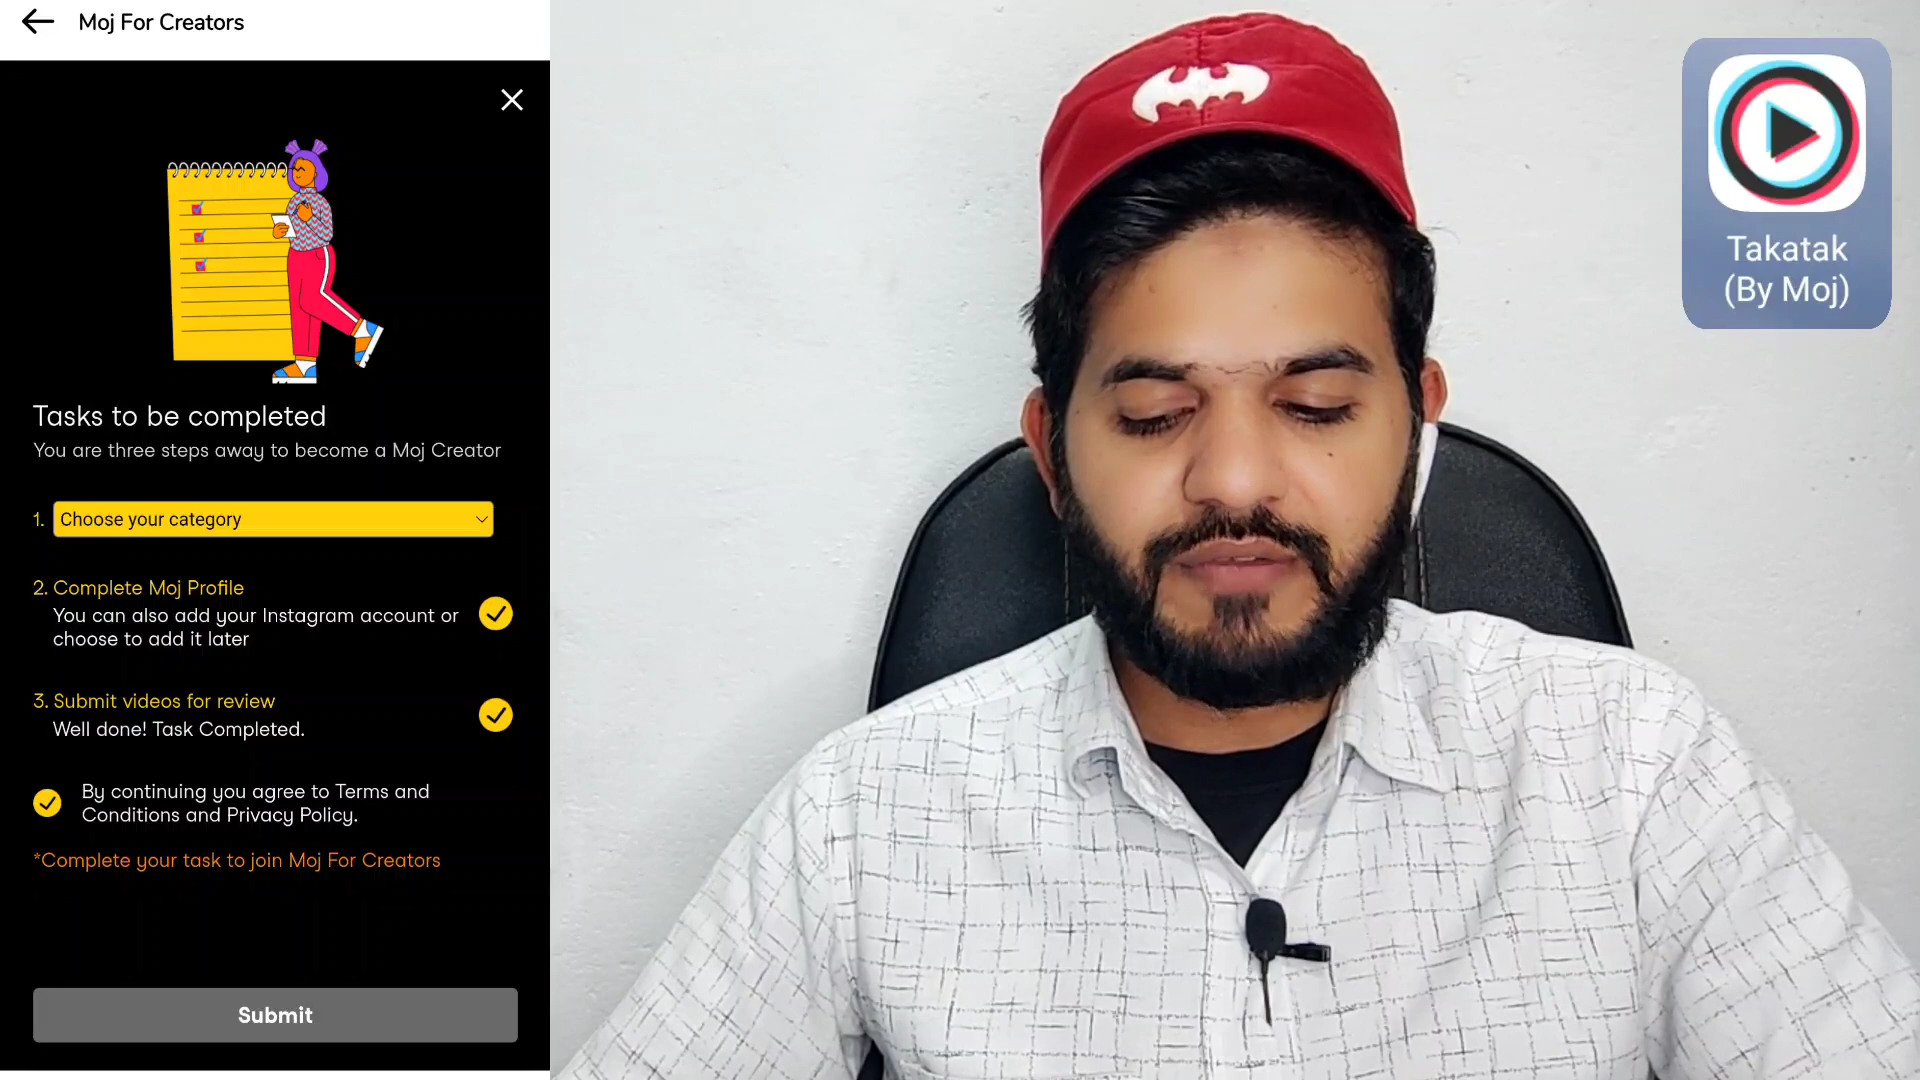 Moj For Creators
Tasks to be completed
You are three steps away to become a Moj Creator
1. Choose your category
2. Complete Moj Profile
You can also add your Instagram account or
choose to add it later
3. Submit videos for review
Well done! Task Completed.
By continuing you agree to Terms and
Conditions and Privacy Policy.
*Complete your task to join Moj For Creators
Submit
Takatak
(By Moj)